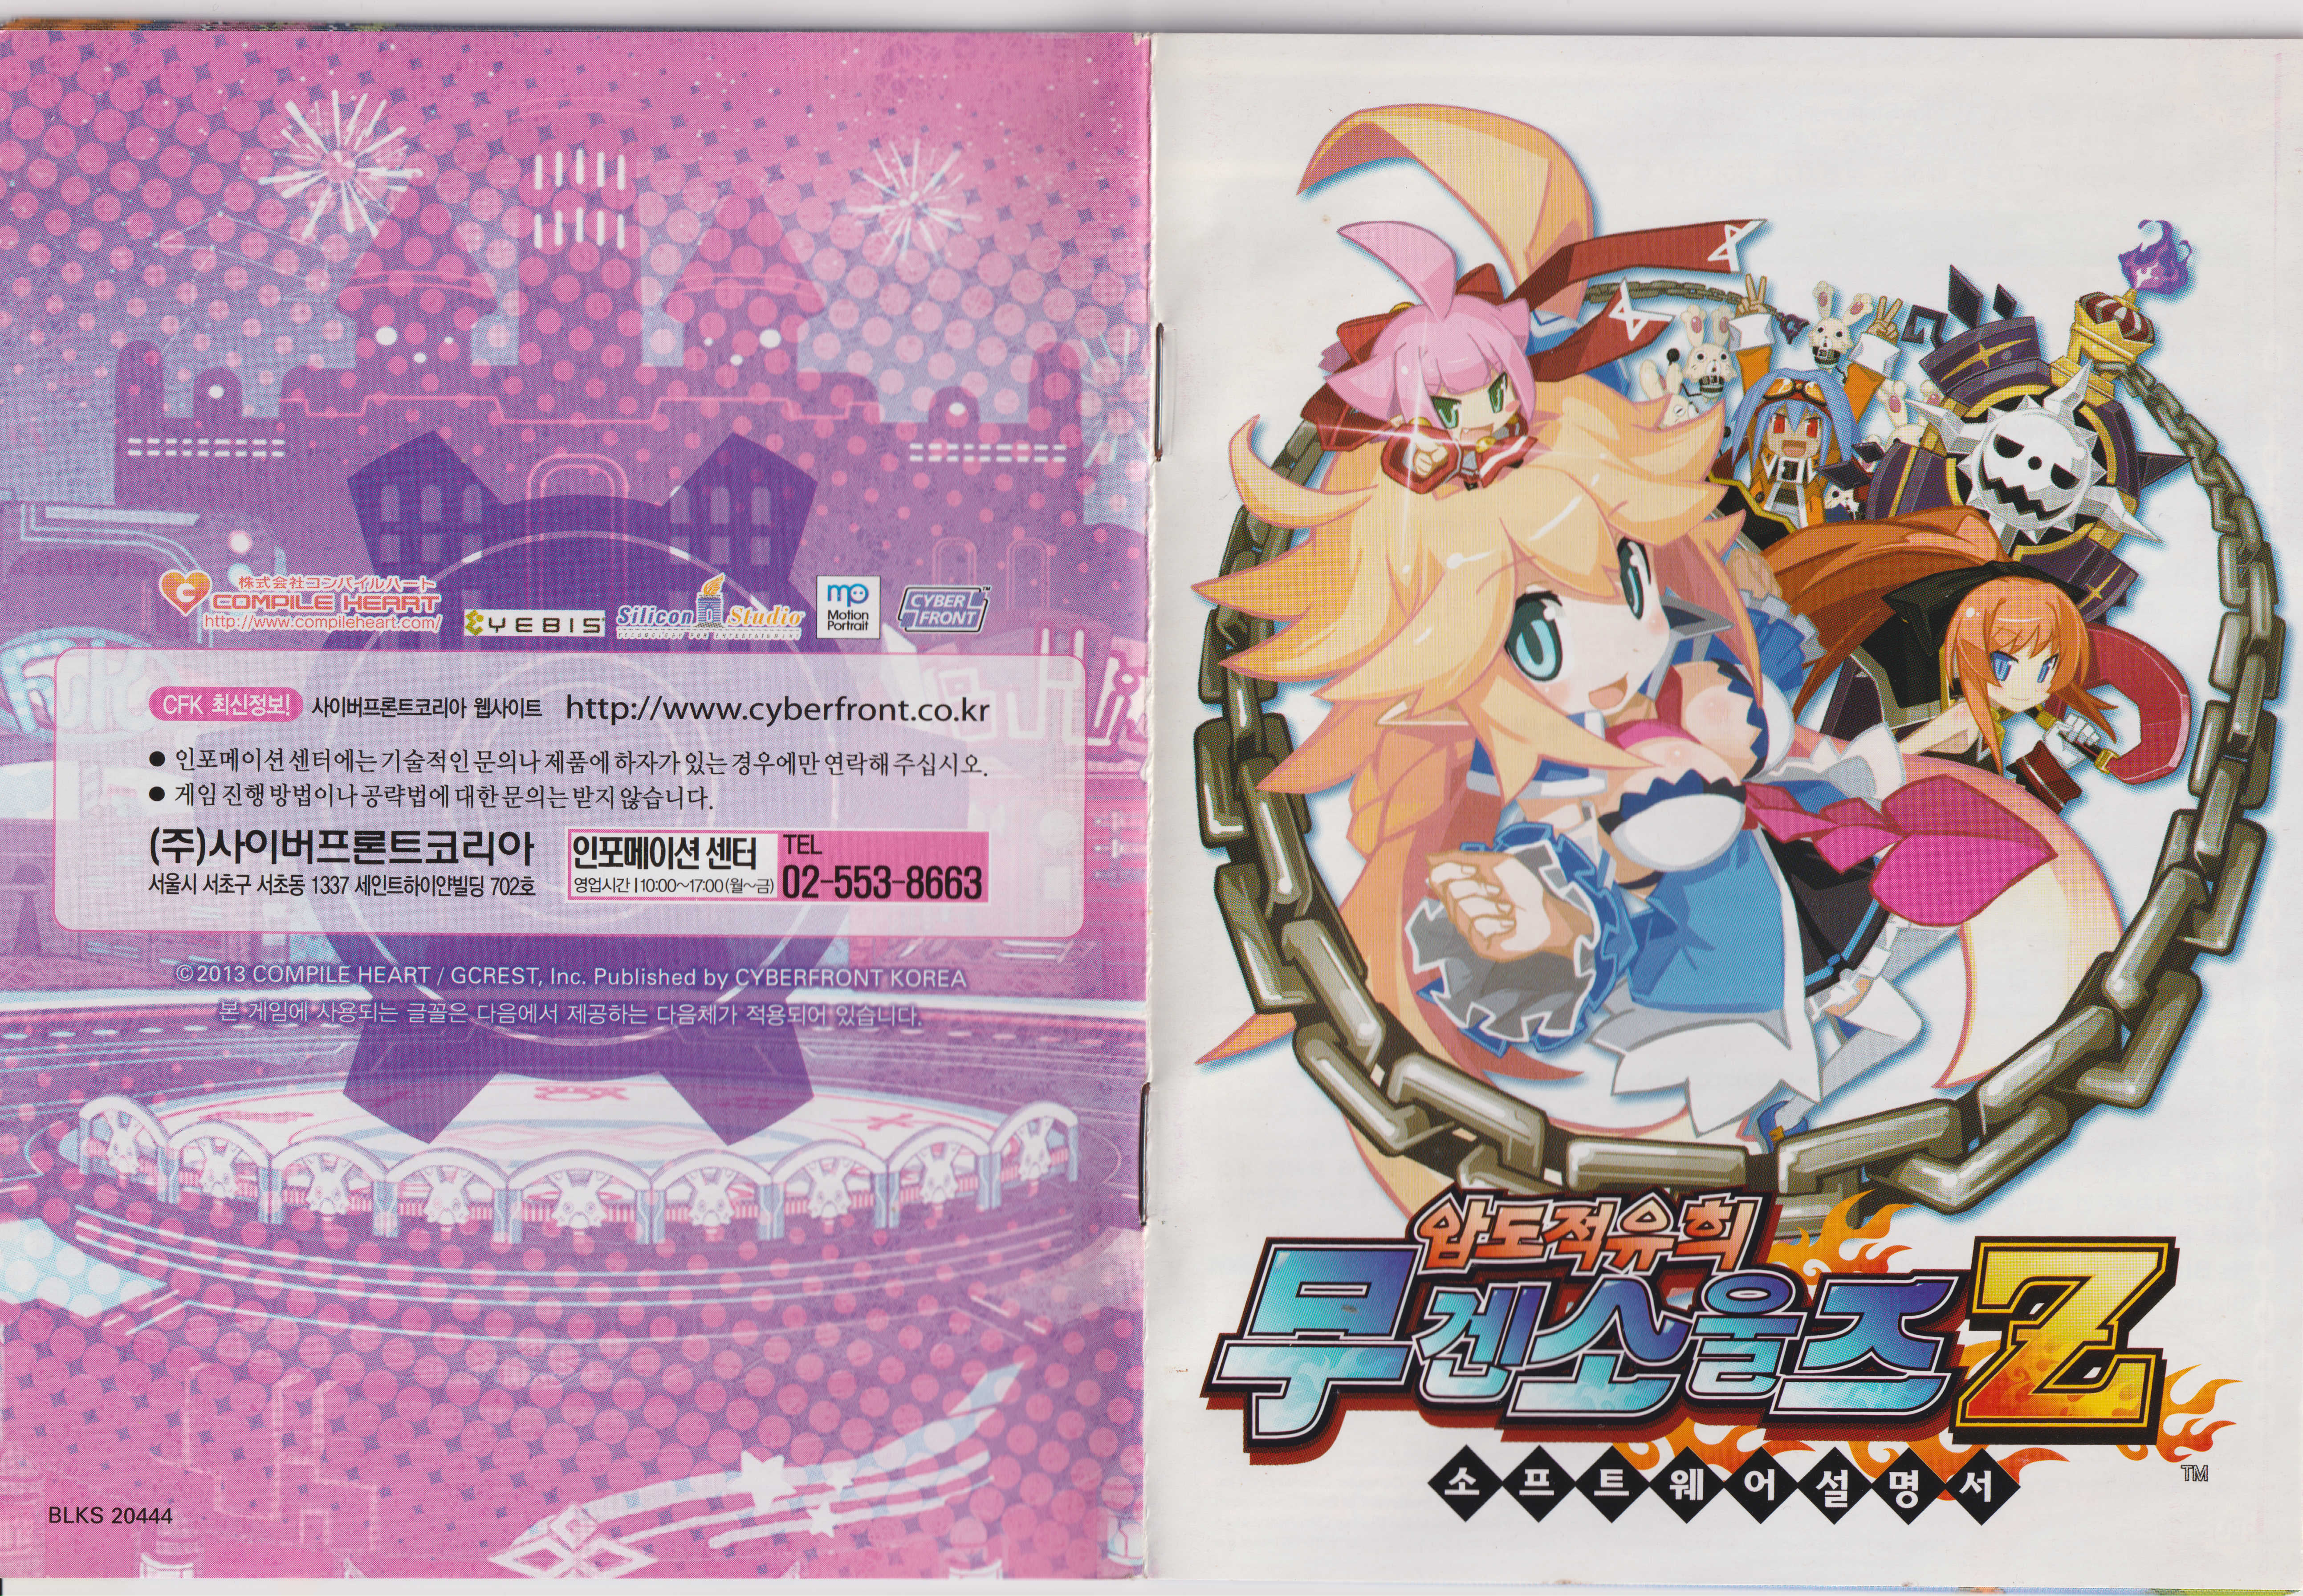 株式会社コンパイルハート
COMPILE HEART
http://www.compileheart.com/
YEBIS
Silicon Studio
TECHNOLOGY FOR ENTERTAINMENT
mp
Motion
Portrait
CYBER
FRONT™
CFK 최신정보! 사이버프론트코리아 웹사이트 http://www.cyberfront.co.kr
● 인포메이션 센터에는 기술적인 문의나 제품에 하자가 있는 경우에만 연락해 주십시오.
● 게임 진행 방법이나 공략법에 대한 문의는 받지 않습니다.
(주)사이버프론트코리아
서울시 서초구 서초동 1337 세인트하이얀빌딩 702호
인포메이션 센터
영업시간 | 10:00~17:00 (월~금)
TEL
02-553-8663
©2013 COMPILE HEART / GCREST, Inc. Published by CYBERFRONT KOREA
본 게임에 사용되는 글꼴은 다음에서 제공하는 다음체가 적용되어 있습니다.
BLKS 20444
압도적유희
무겐소울즈 Z
TM
소프트웨어설명서